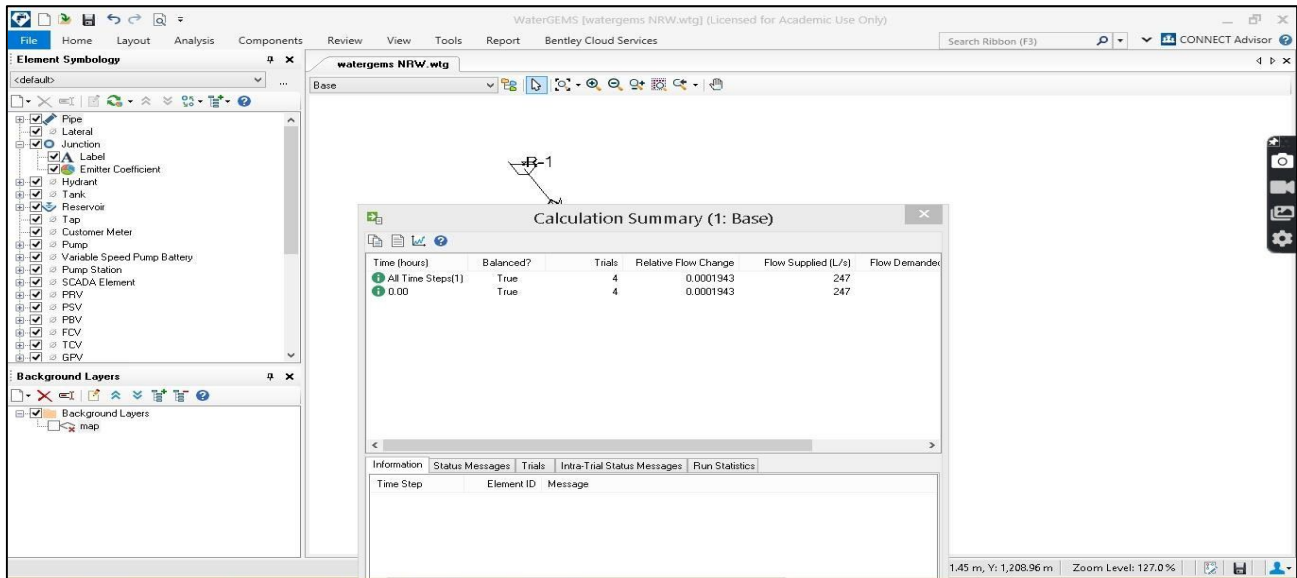 WaterGEMS [watergems NRW.wtg] (Licensed for Academic Use Only)
File Home Layout Analysis Components Review View Tools Report Bentley Cloud Services Search Ribbon (F3) CONNECT Advisor
Element Symbology
<default>
...
Pipe
Lateral
Junction
Label
Emitter Coefficient
Hydrant
Tank
Reservoir
Tap
Customer Meter
Pump
Variable Speed Pump Battery
Pump Station
SCADA Element
PRV
PSV
PBV
FCV
TCV
GPV
Background Layers
Background Layers
map
watergems NRW.wtg
Base
R-1
Calculation Summary (1: Base)
Time (hours) Balanced? Trials Relative Flow Change Flow Supplied (L/s) Flow Demanded
All Time Steps(1) True 4 0.0001943 247
0.00 True 4 0.0001943 247
Information Status Messages Trials Intra-Trial Status Messages Run Statistics
Time Step Element ID Message
1.45 m, Y: 1,208.96 m Zoom Level: 127.0 %